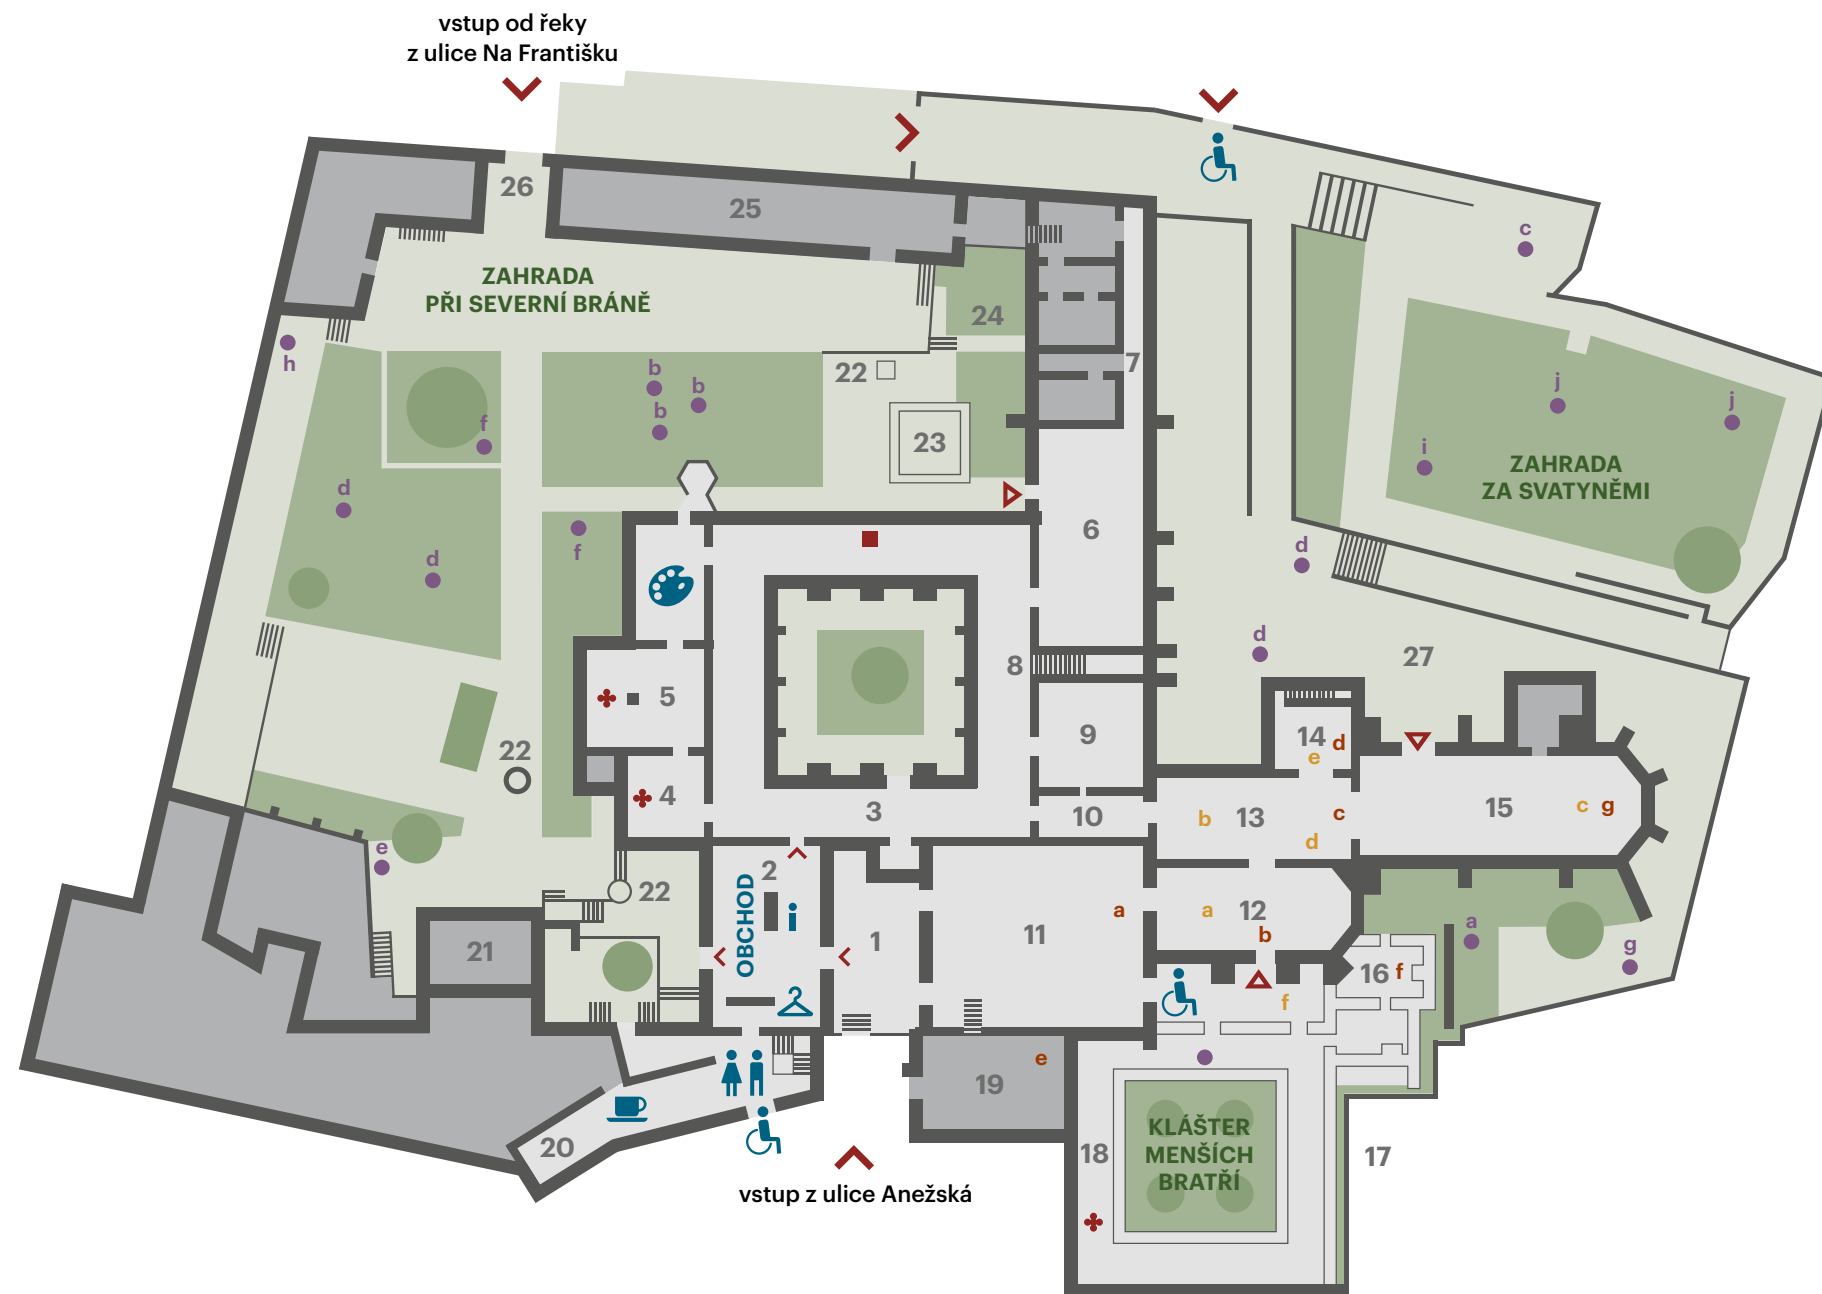 vstup od řeky
z ulice Na Františku
26
25
c
ZAHRADA
PŘI SEVERNÍ BRÁNĚ
24
h
22
7
b
b
b
f
j
j
23
i
ZAHRADA
ZA SVATYNĚMI
d
6
f
d
d
d
8
27
5
9
14
d
e
22
4
3
10
b
13
c
d
15
c
g
e
2
OBCHOD
22
a
a
12
b
11
1
a
g
21
16
f
f
e
19
20
KLÁŠTER
MENŠÍCH
BRATŘÍ
18
17
vstup z ulice Anežská